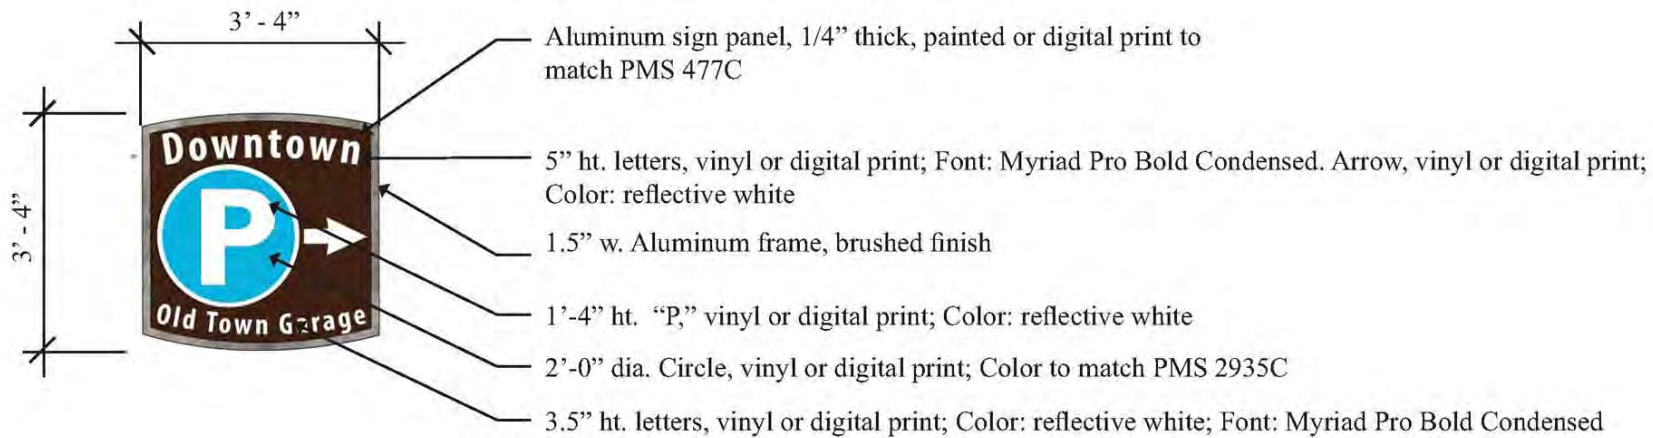 3’ - 4”
Aluminum sign panel, 1/4” thick, painted or digital print to
match PMS 477C
3’ - 4”
Downtown
P
Old Town Garage
5” ht. letters, vinyl or digital print; Font: Myriad Pro Bold Condensed. Arrow, vinyl or digital print;
Color: reflective white
1.5” w. Aluminum frame, brushed finish
1’-4” ht.  “P,” vinyl or digital print; Color: reflective white
2’-0” dia. Circle, vinyl or digital print; Color to match PMS 2935C
3.5” ht. letters, vinyl or digital print; Color: reflective white; Font: Myriad Pro Bold Condensed